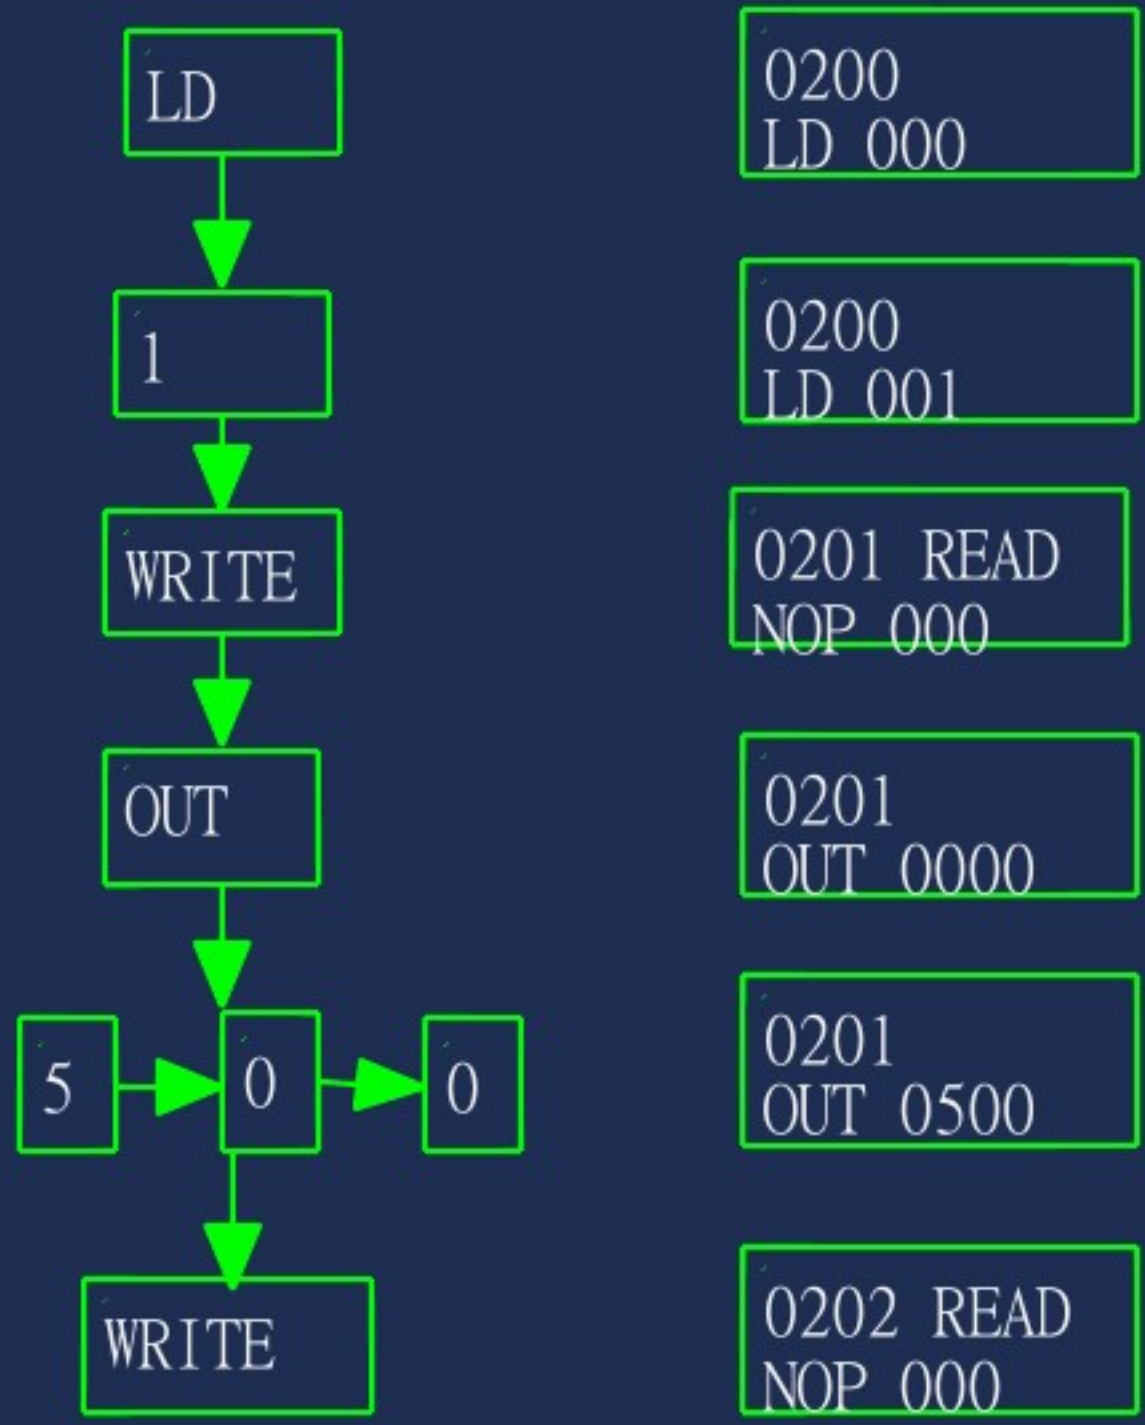 LD
0200
LD 000
1
0200
LD 001
WRITE
0201 READ
NOP 000
OUT
0201
OUT 0000
5 0 0
0201
OUT 0500
WRITE
0202 READ
NOP 000